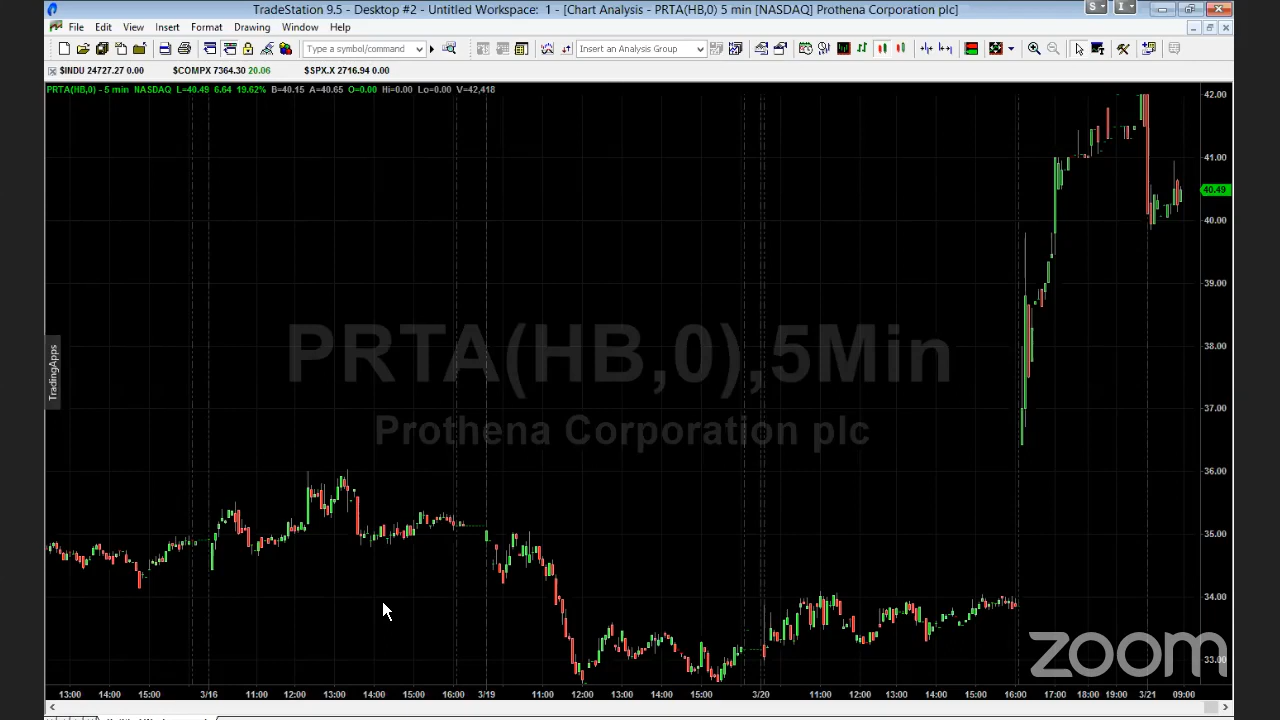 TradeStation 9.5 - Desktop #2 - Untitled Workspace: 1 - [Chart Analysis - PRTA(HB,0) 5 min [NASDAQ] Prothena Corporation plc]
S I
File Edit View Insert Format Drawing Window Help
Type a symbol/command Insert an Analysis Group
$INDU 24727.27 0.00 $COMPX 7364.30 20.06 $SPX.X 2716.94 0.00
PRTA(HB,0) - 5 min NASDAQ L=40.49 6.64 19.62% B=40.15 A=40.65 O=0.00 Hi=0.00 Lo=0.00 V=42,418
42.00
41.00
40.49
40.00
39.00
PRTA(HB,0),5Min
38.00
TradingApps
37.00
Prothena Corporation plc
36.00
35.00
34.00
zoom
33.00
13:00 14:00 15:00 3/16 11:00 12:00 13:00 14:00 15:00 16:00 3/19 11:00 12:00 13:00 14:00 15:00 3/20 11:00 12:00 13:00 14:00 15:00 16:00 17:00 18:00 19:00 3/21 09:00